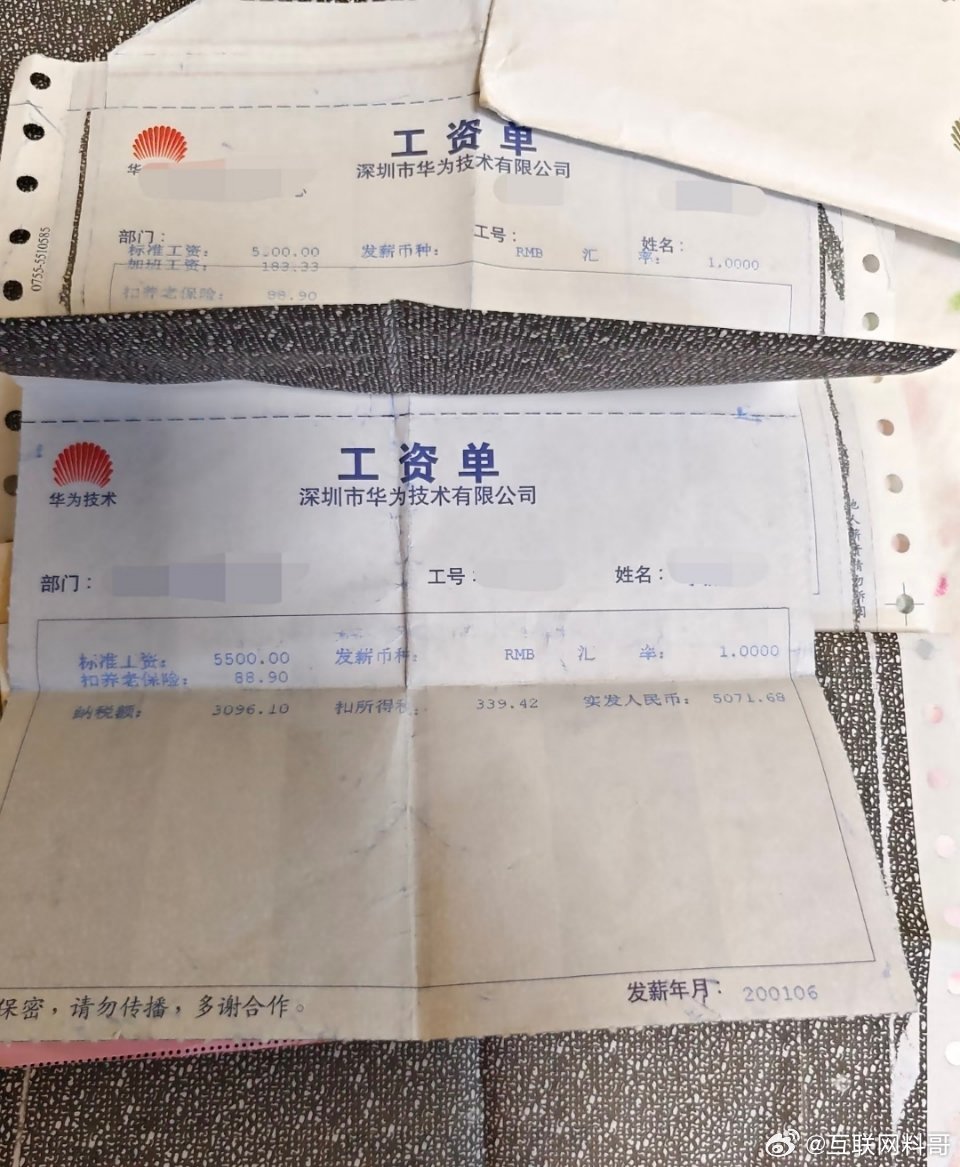 工资单
华
深圳市华为技术有限公司
部门： 工号： 姓名：
标准工资： 5500.00 发薪币种： RMB 汇 率： 1.0000
加班工资： 183.33
扣养老保险： 88.90
0755-5510585
工资单
华为技术
深圳市华为技术有限公司
部门： 工号： 姓名：
标准工资： 5500.00 发薪币种： RMB 汇 率： 1.0000
扣养老保险： 88.90
纳税额： 3096.10 扣所得税： 339.42 实发人民币： 5071.68
发薪年月： 200106
保密，请勿传播，多谢合作。
@互联网料哥